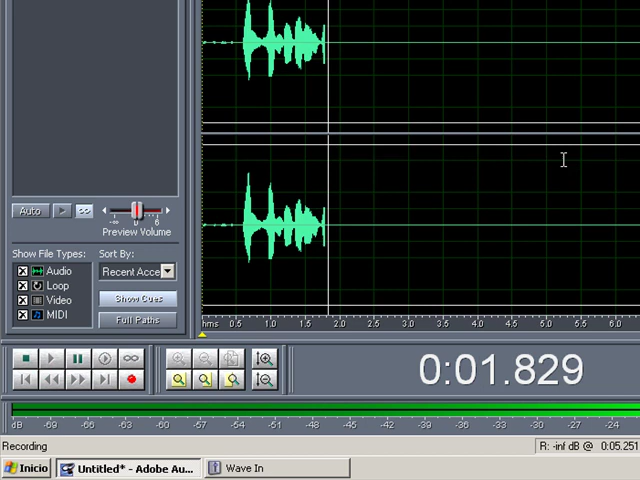 Auto
-∞ 0 6
Preview Volume
Show File Types: Sort By:
Audio Recent Acce
Loop
Video Show Cues
MIDI Full Paths
hms 0.5 1.0 1.5 2.0 2.5 3.0 3.5 4.0 4.5 5.0 5.5 6.0
0:01.829
dB -69 -66 -63 -60 -57 -54 -51 -48 -45 -42 -39 -36 -33 -30 -27 -24
Recording R: -inf dB @ 0:05.251
Inicio Untitled* - Adobe Au... Wave In